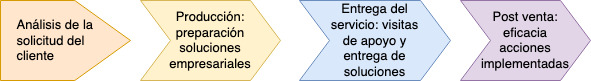 Análisis de la
solicitud del
cliente
Producción:
preparación
soluciones
empresariales
Entrega del
servicio: visitas
de apoyo y
entrega de
soluciones
Post venta:
eficacia
acciones
implementadas